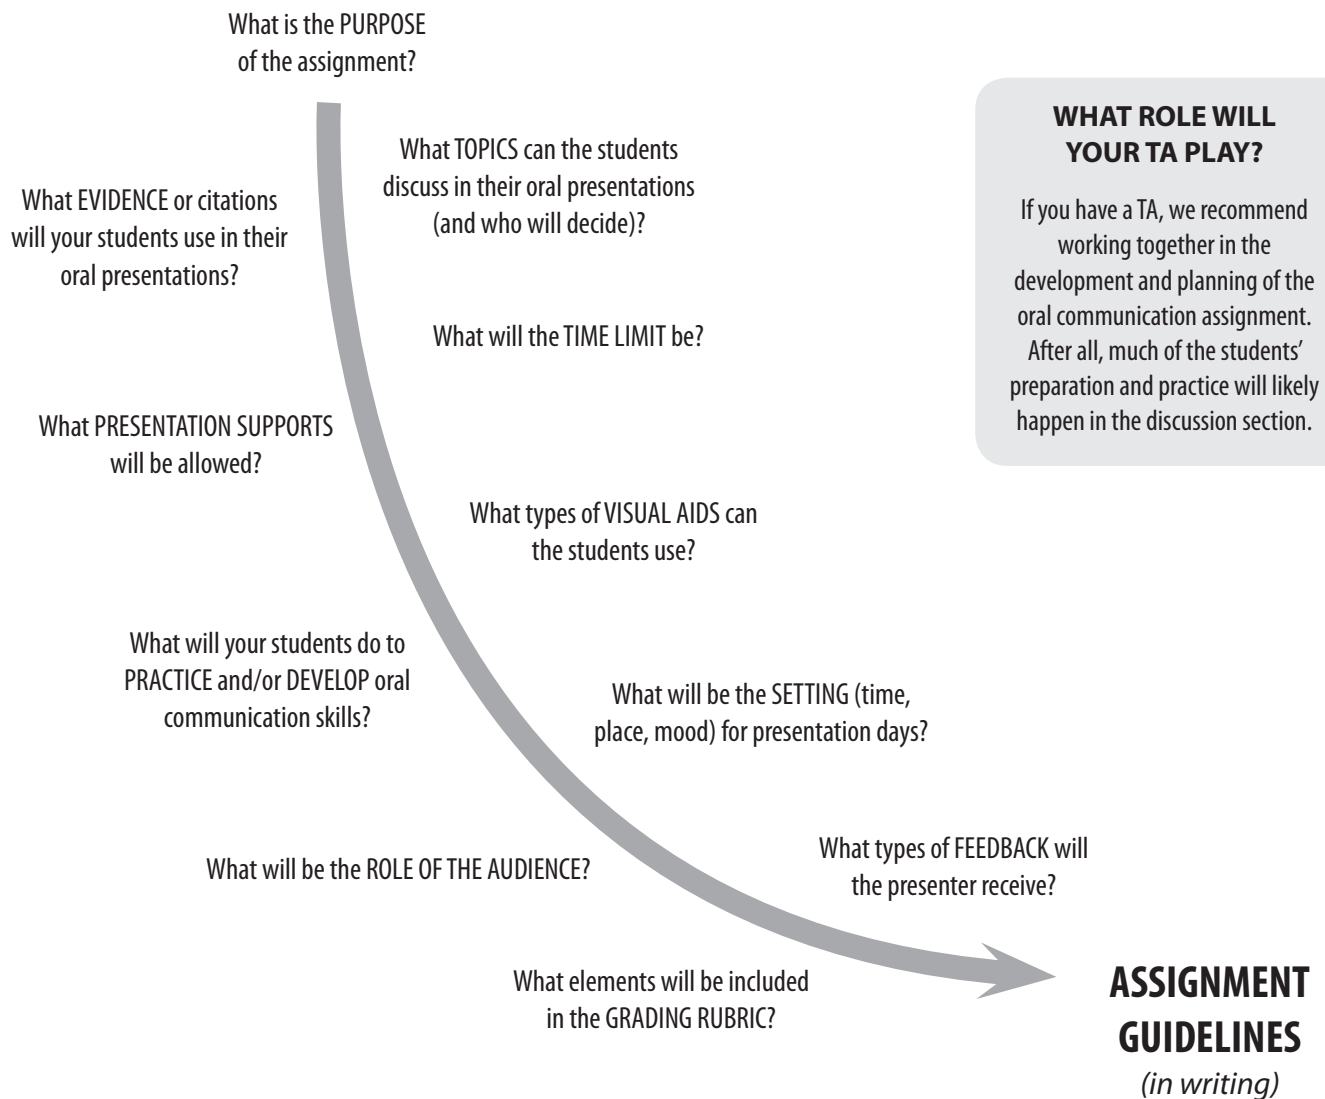 What is the PURPOSE
of the assignment?
What TOPICS can the students
discuss in their oral presentations
(and who will decide)?
What EVIDENCE or citations
will your students use in their
oral presentations?
What will the TIME LIMIT be?
What PRESENTATION SUPPORTS
will be allowed?
What types of VISUAL AIDS can
the students use?
What will your students do to
PRACTICE and/or DEVELOP oral
communication skills?
What will be the SETTING (time,
place, mood) for presentation days?
What will be the ROLE OF THE AUDIENCE?
What types of FEEDBACK will
the presenter receive?
What elements will be included
in the GRADING RUBRIC?
ASSIGNMENT
GUIDELINES
(in writing)
WHAT ROLE WILL
YOUR TA PLAY?
If you have a TA, we recommend
working together in the
development and planning of the
oral communication assignment.
After all, much of the students’
preparation and practice will likely
happen in the discussion section.